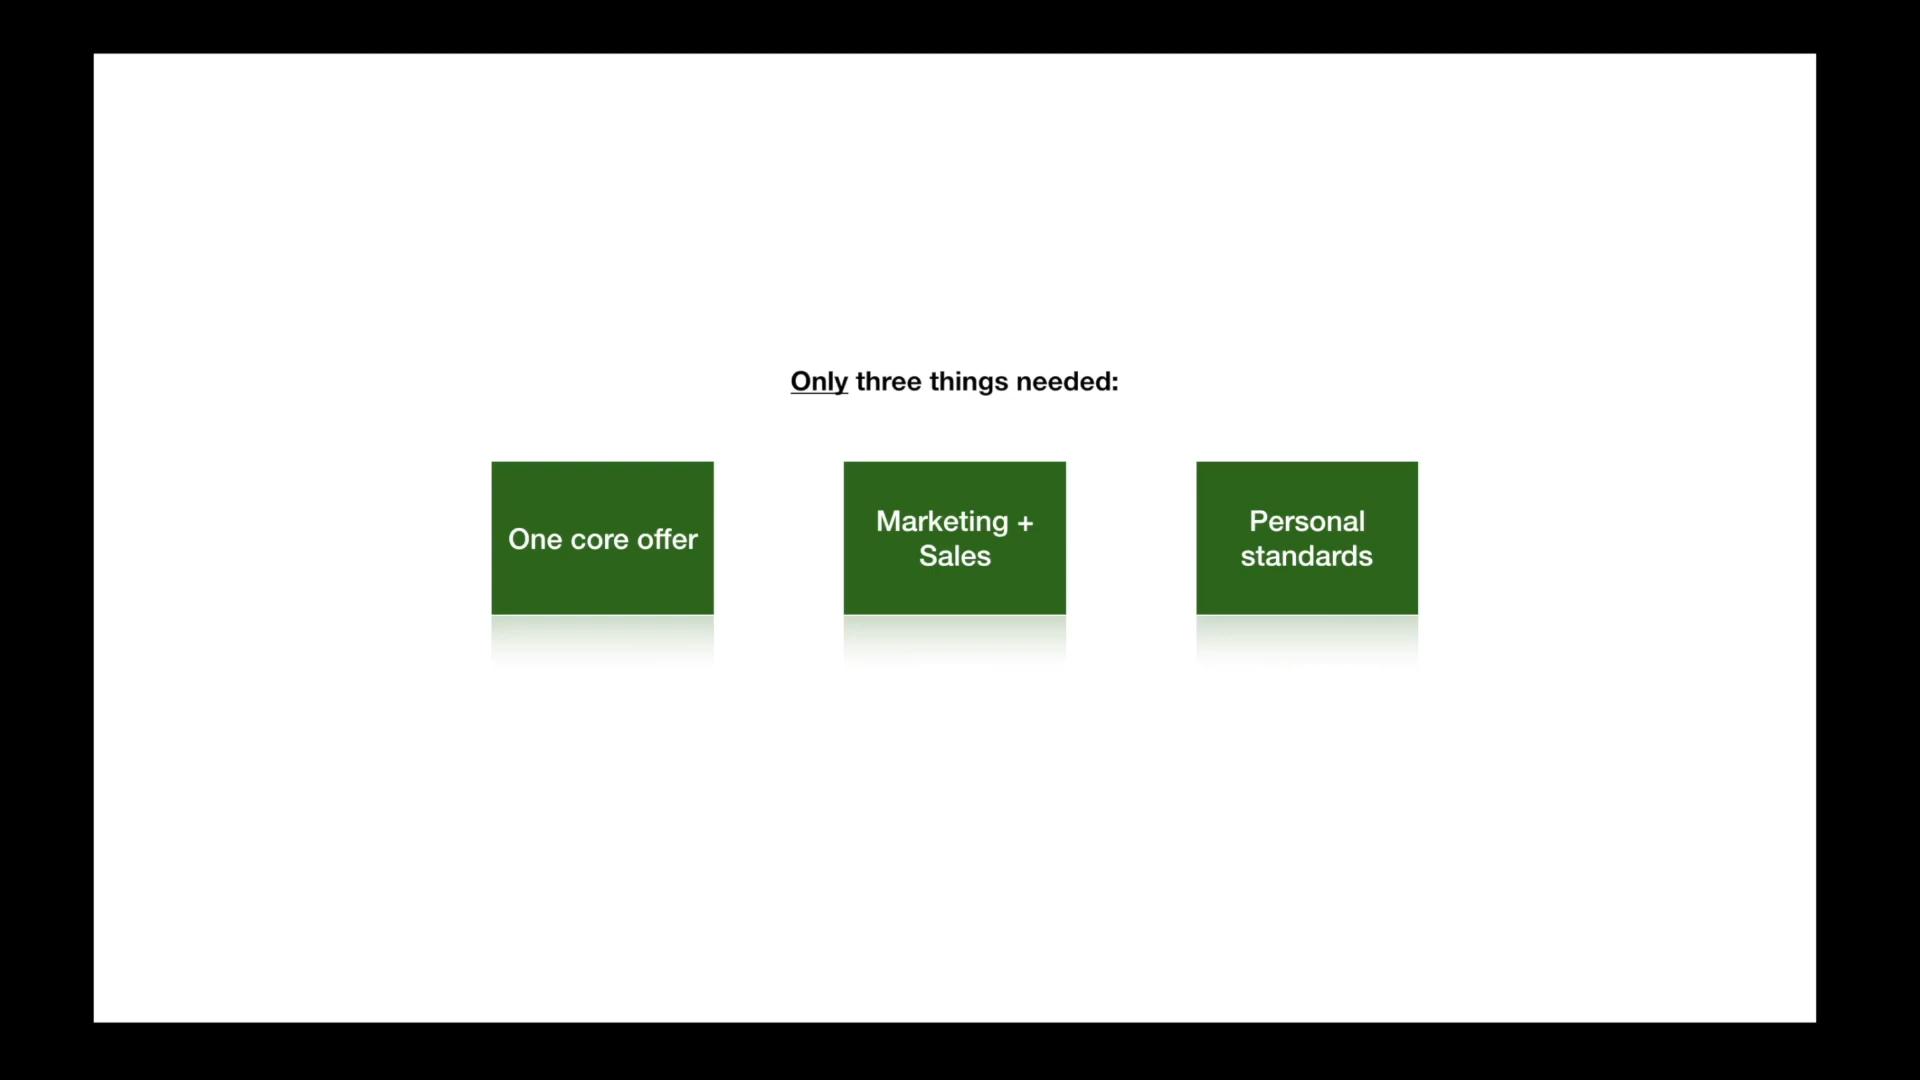 Only three things needed:
One core offer
Marketing +
Sales
Personal
standards